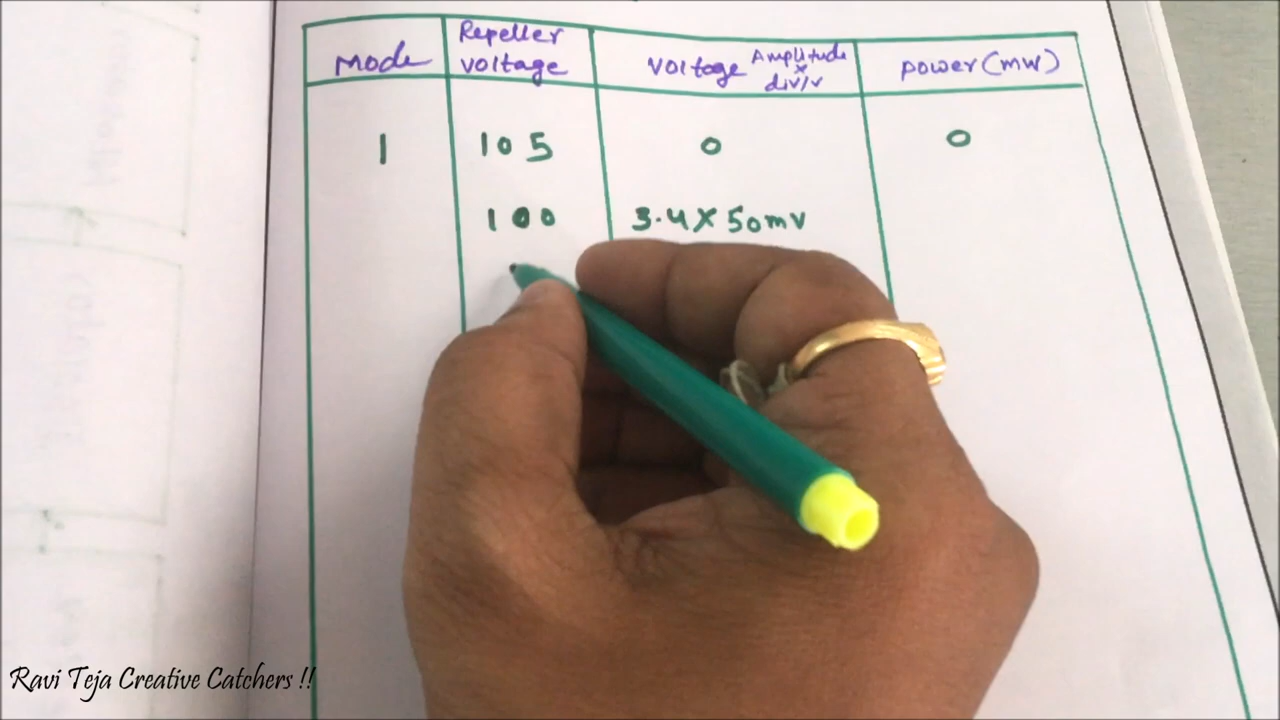 Mode
Repeller
voltage
voltage Amplitude
x
div/v
power(mw)
1 105 0 0
100 3.4 X 50mv
Ravi Teja Creative Catchers !!